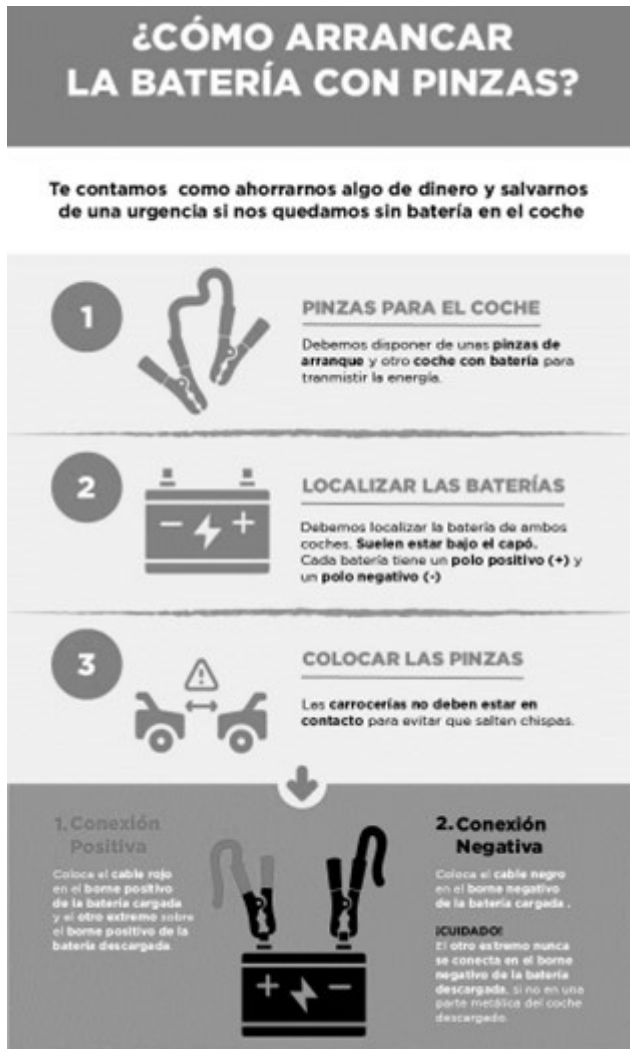 ¿CÓMO ARRANCAR
LA BATERÍA CON PINZAS?
Te contamos como ahorrarnos algo de dinero y salvarnos
de una urgencia si nos quedamos sin batería en el coche
1
PINZAS PARA EL COCHE
Debemos disponer de unas pinzas de
arranque y otro coche con batería para
tranmistir la energía.
2
LOCALIZAR LAS BATERÍAS
Debemos localizar la batería de ambos
coches. Suelen estar bajo el capó.
Cada batería tiene un polo positivo (+) y
un polo negativo (-)
3
COLOCAR LAS PINZAS
Las carrocerías no deben estar en
contacto para evitar que salten chispas.
1. Conexión
Positiva
Coloca el cable rojo
en el borne positivo
de la batería cargada
y el otro extremo sobre
el borne positivo de la
batería descargada
2. Conexión
Negativa
Coloca el cable negro
en el borne negativo
de la batería cargada .
¡CUIDADO!
El otro extremo nunca
se conecta en el borne
negativo de la batería
descargada, si no en una
parte metálica del coche
descargado.